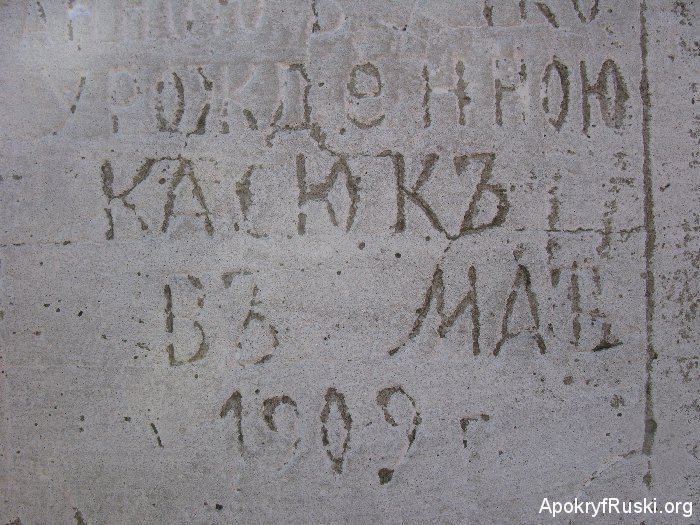 УРОЖДЕННОЮ
КАСЮКЪ
ВЪ МАѢ
1909 г
ApokryfRuski.org